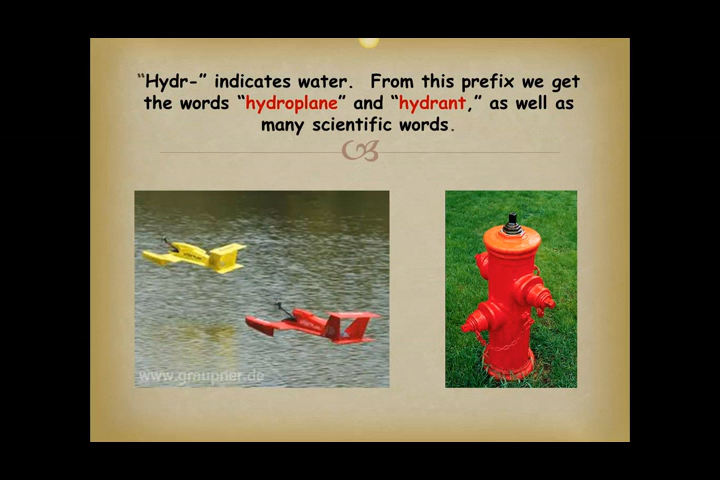 “Hydr-” indicates water. From this prefix we get
the words “hydroplane” and “hydrant,” as well as
many scientific words.
www.graupner.de